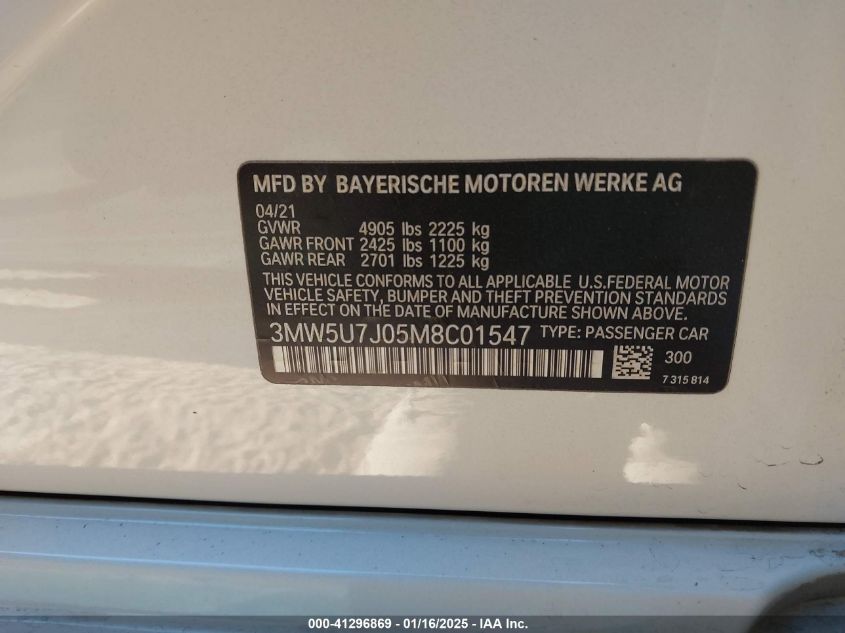 MFD BY BAYERISCHE MOTOREN WERKE AG
04/21
GVWR 4905 lbs 2225 kg
GAWR FRONT 2425 lbs 1100 kg
GAWR REAR 2701 lbs 1225 kg
THIS VEHICLE CONFORMS TO ALL APPLICABLE U.S.FEDERAL MOTOR
VEHICLE SAFETY, BUMPER AND THEFT PREVENTION STANDARDS
IN EFFECT ON THE DATE OF MANUFACTURE SHOWN ABOVE.
3MW5U7J05M8C01547 TYPE: PASSENGER CAR
300
7 315 814
000-41296869 - 01/16/2025 - IAA Inc.